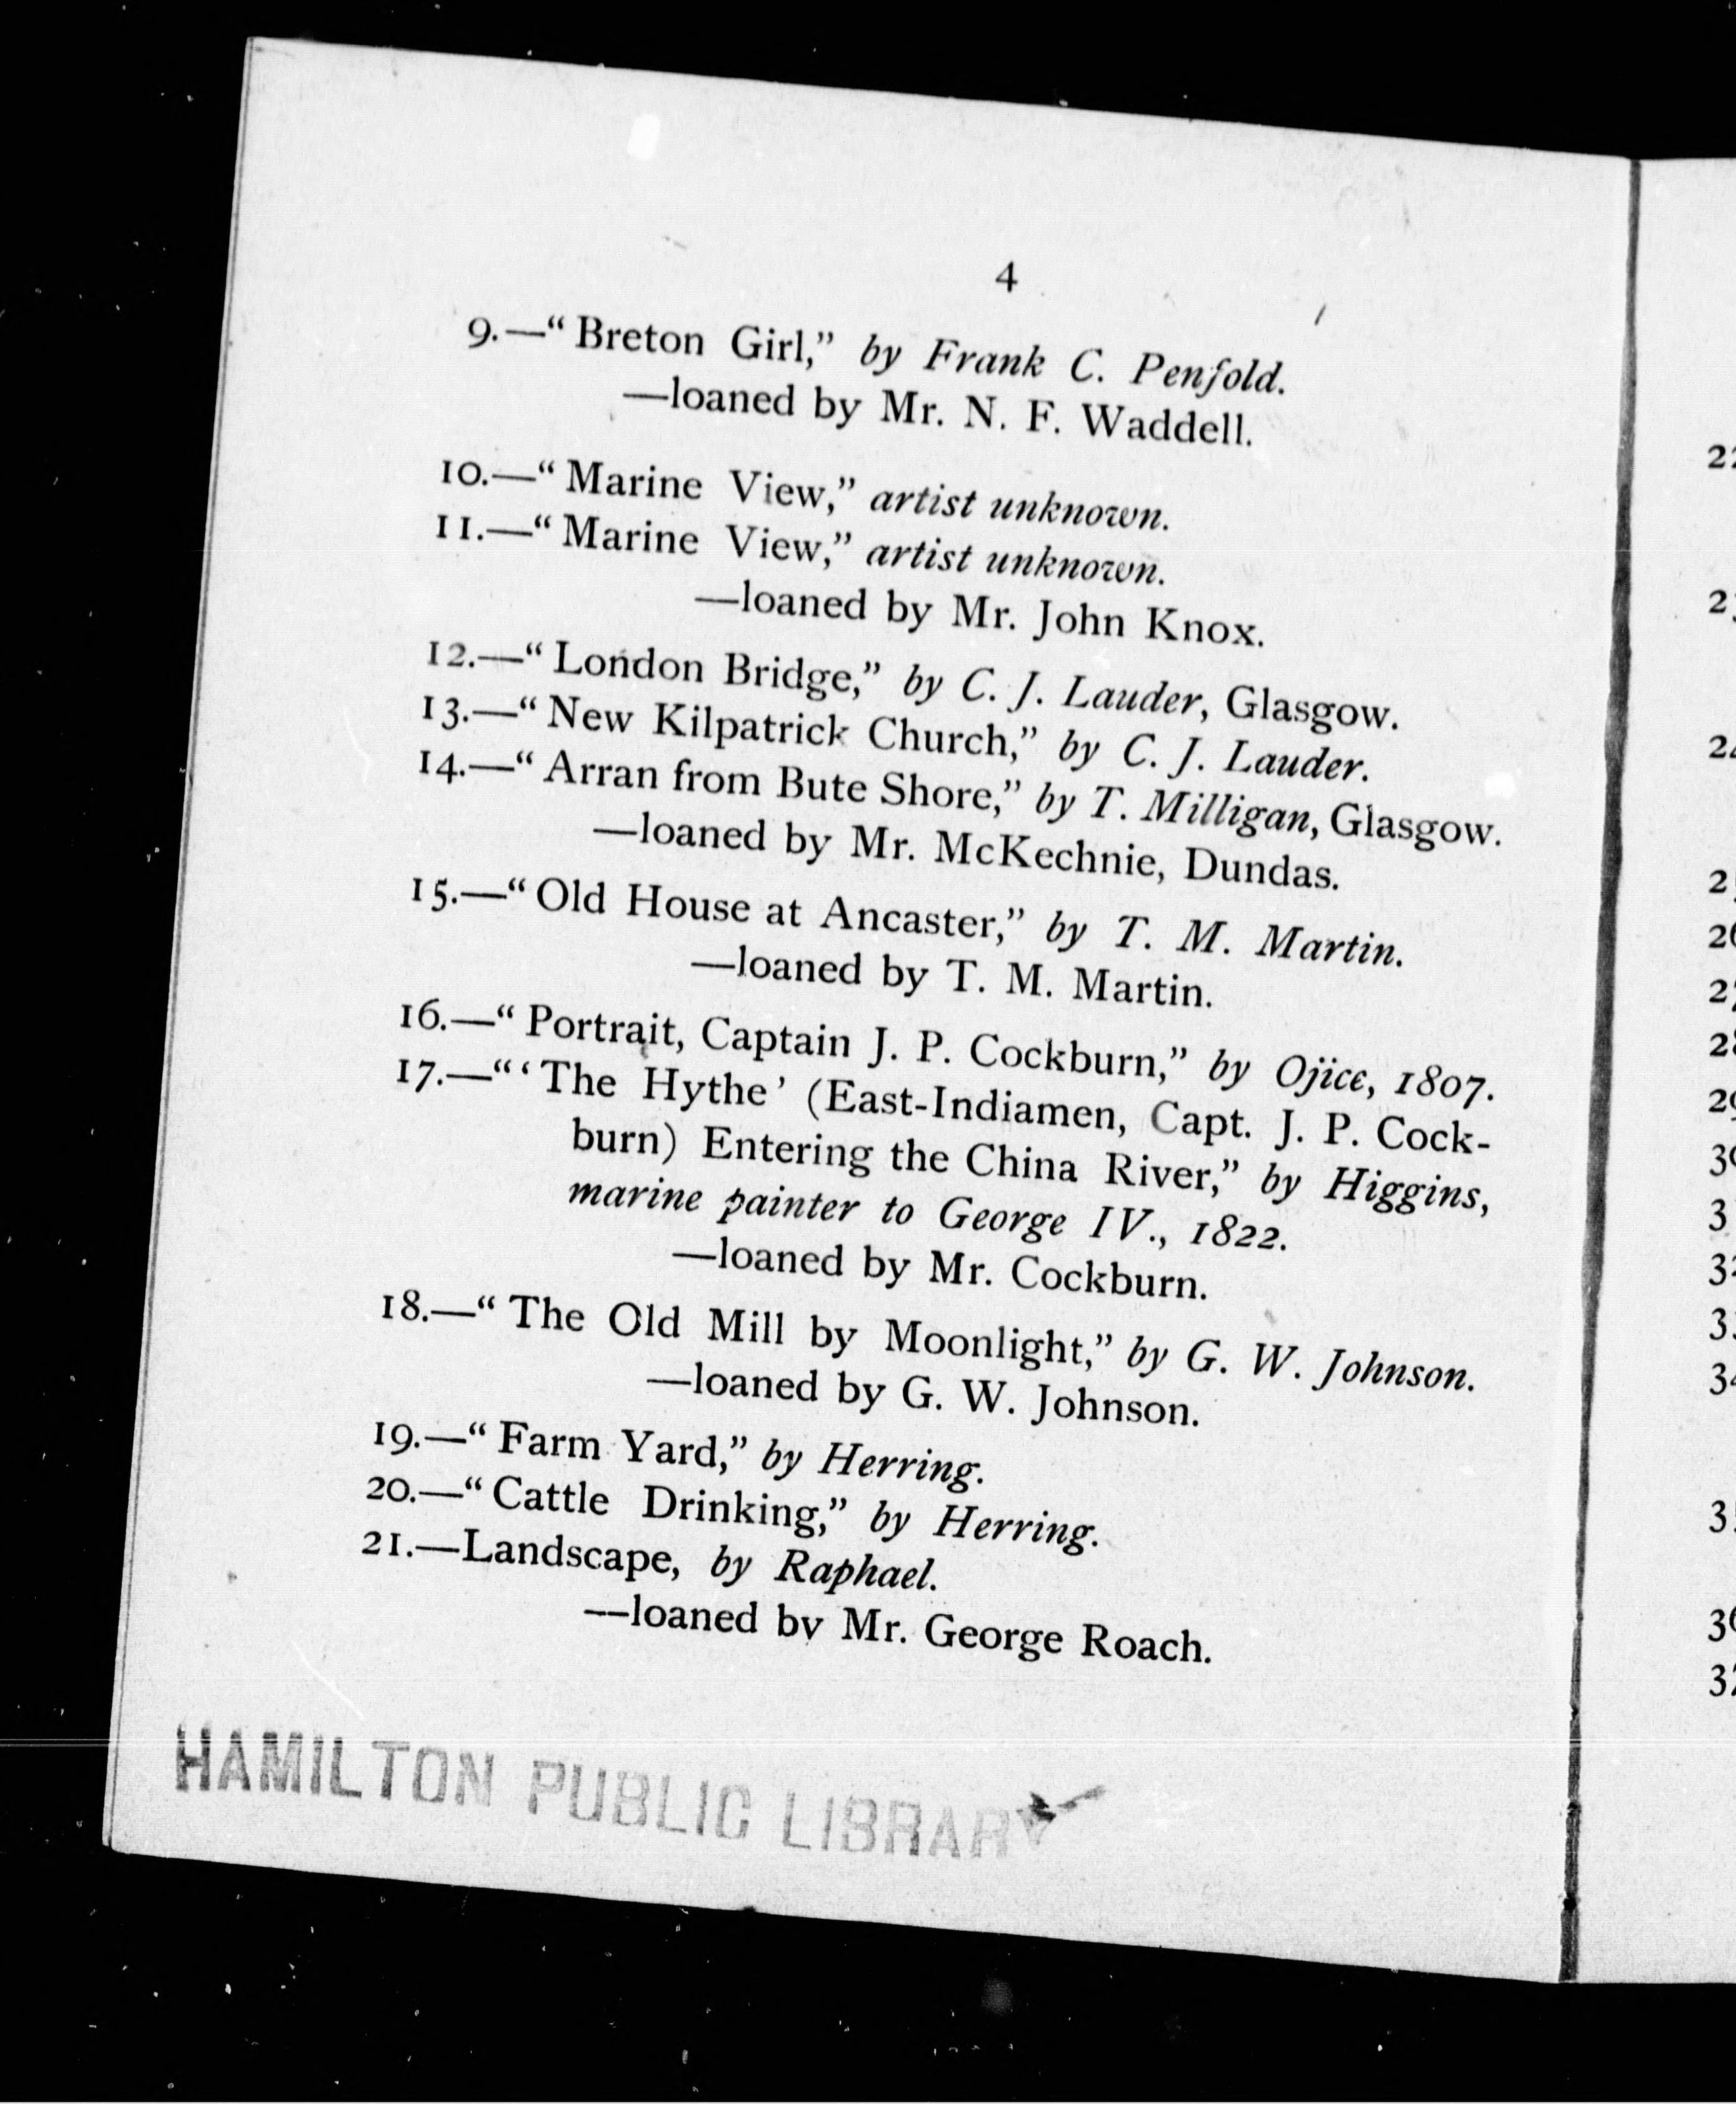 4
9.—“Breton Girl,” by Frank C. Penfold.
—loaned by Mr. N. F. Waddell.
10.—“Marine View,” artist unknown.
11.—“Marine View,” artist unknown.
—loaned by Mr. John Knox.
12.—“London Bridge,” by C. J. Lauder, Glasgow.
13.—“New Kilpatrick Church,” by C. J. Lauder.
14.—“Arran from Bute Shore,” by T. Milligan, Glasgow.
—loaned by Mr. McKechnie, Dundas.
15.—“Old House at Ancaster,” by T. M. Martin.
—loaned by T. M. Martin.
16.—“Portrait, Captain J. P. Cockburn,” by Ojice, 1807.
17.—“‘The Hythe’ (East-Indiamen, Capt. J. P. Cock-
burn) Entering the China River,” by Higgins,
marine painter to George IV., 1822.
—loaned by Mr. Cockburn.
18.—“The Old Mill by Moonlight,” by G. W. Johnson.
—loaned by G. W. Johnson.
19.—“Farm Yard,” by Herring.
20.—“Cattle Drinking,” by Herring.
21.—Landscape, by Raphael.
—loaned by Mr. George Roach.
HAMILTON PUBLIC LIBRARY